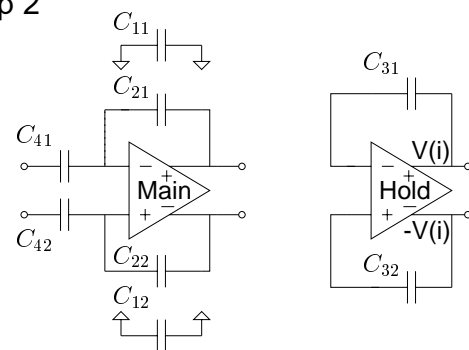 p 2
C11
C21
C31
C41
V(i)
− +
Main
Hold
+ −
-V(i)
C42
C22
C32
C12